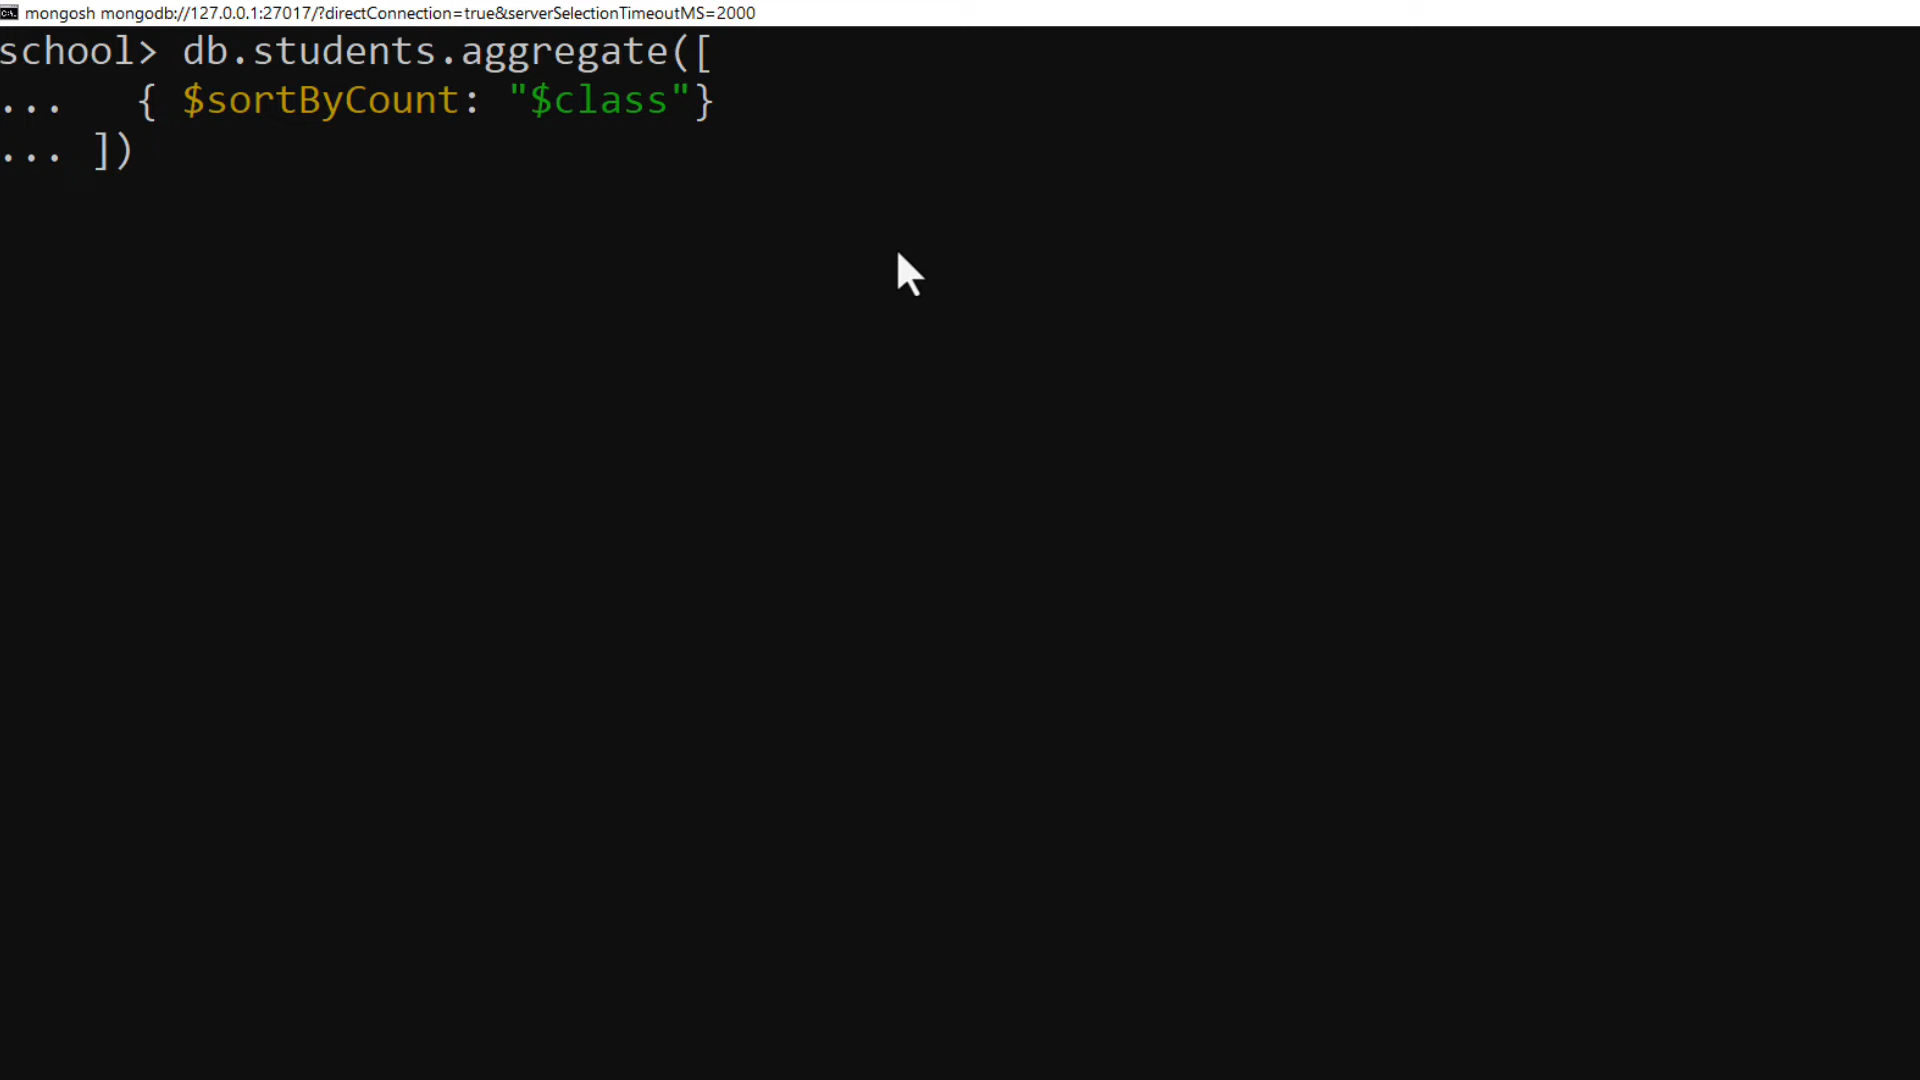 mongosh mongodb://127.0.0.1:27017/?directConnection=true&serverSelectionTimeoutMS=2000
school> db.students.aggregate([
...   { $sortByCount: "$class"}
... ])